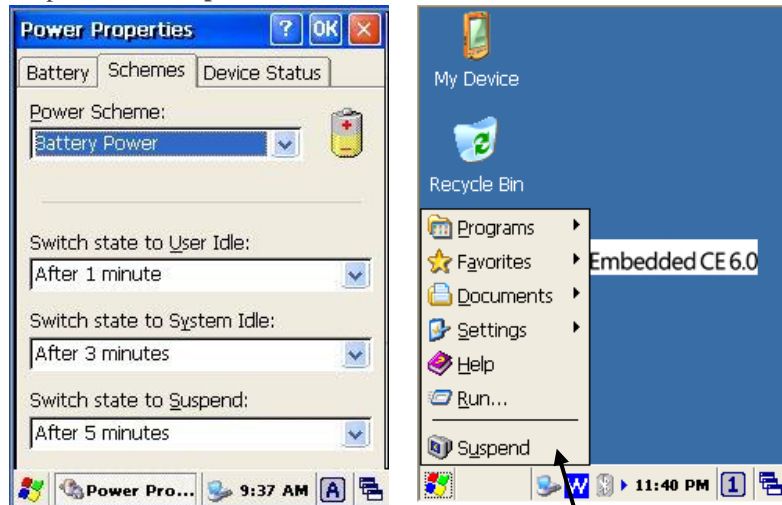 Power Properties ? OK ×
Battery Schemes Device Status
Power Scheme:
Battery Power
Switch state to User Idle:
After 1 minute
Switch state to System Idle:
After 3 minutes
Switch state to Suspend:
After 5 minutes
Power Pro... 9:37 AM A
My Device
Recycle Bin
Programs
Favorites
Embedded CE 6.0
Documents
Settings
Help
Run...
Suspend
W 11:40 PM 1